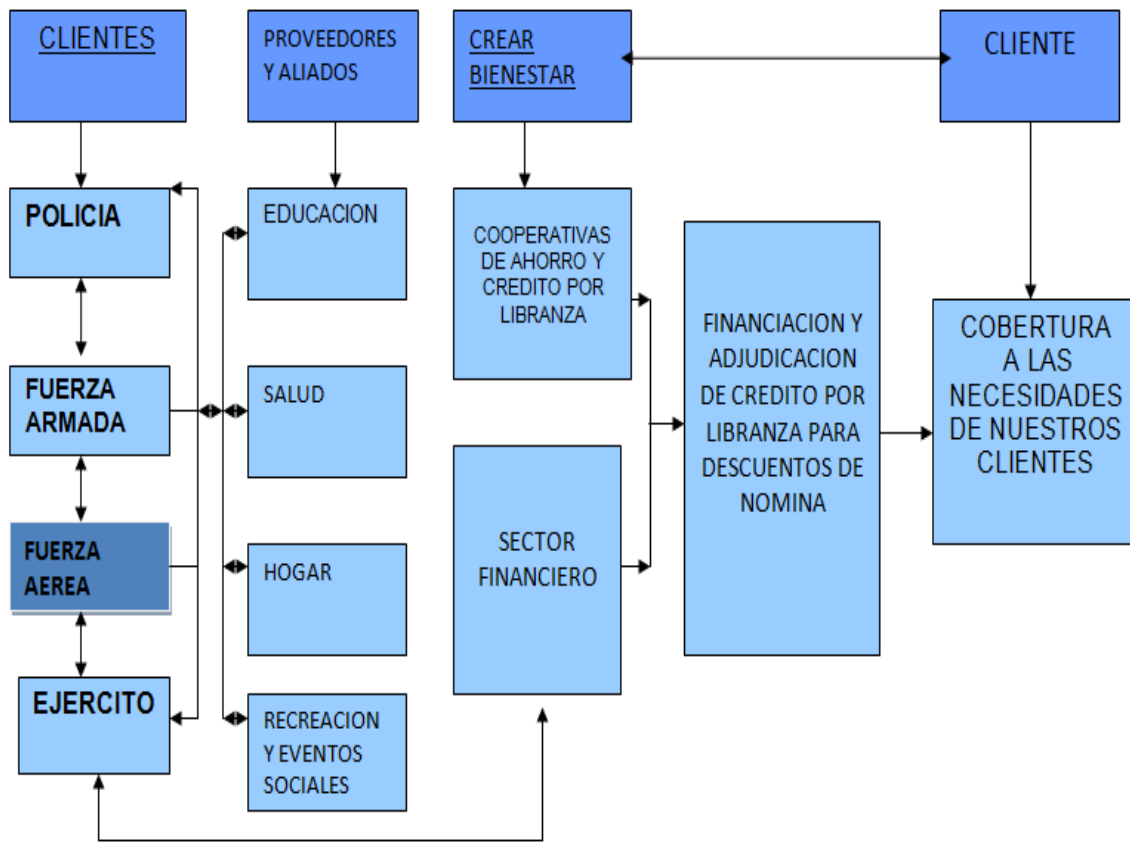 CLIENTES
PROVEEDORES
Y ALIADOS
CREAR
BIENESTAR
CLIENTE
POLICIA
FUERZA
ARMADA
FUERZA
AEREA
EJERCITO
EDUCACION
SALUD
HOGAR
RECREACION
Y EVENTOS
SOCIALES
COOPERATIVAS
DE AHORRO Y
CREDITO POR
LIBRANZA
SECTOR
FINANCIERO
FINANCIACION Y
ADJUDICACION
DE CREDITO POR
LIBRANZA PARA
DESCUENTOS DE
NOMINA
COBERTURA
A LAS
NECESIDADES
DE NUESTROS
CLIENTES